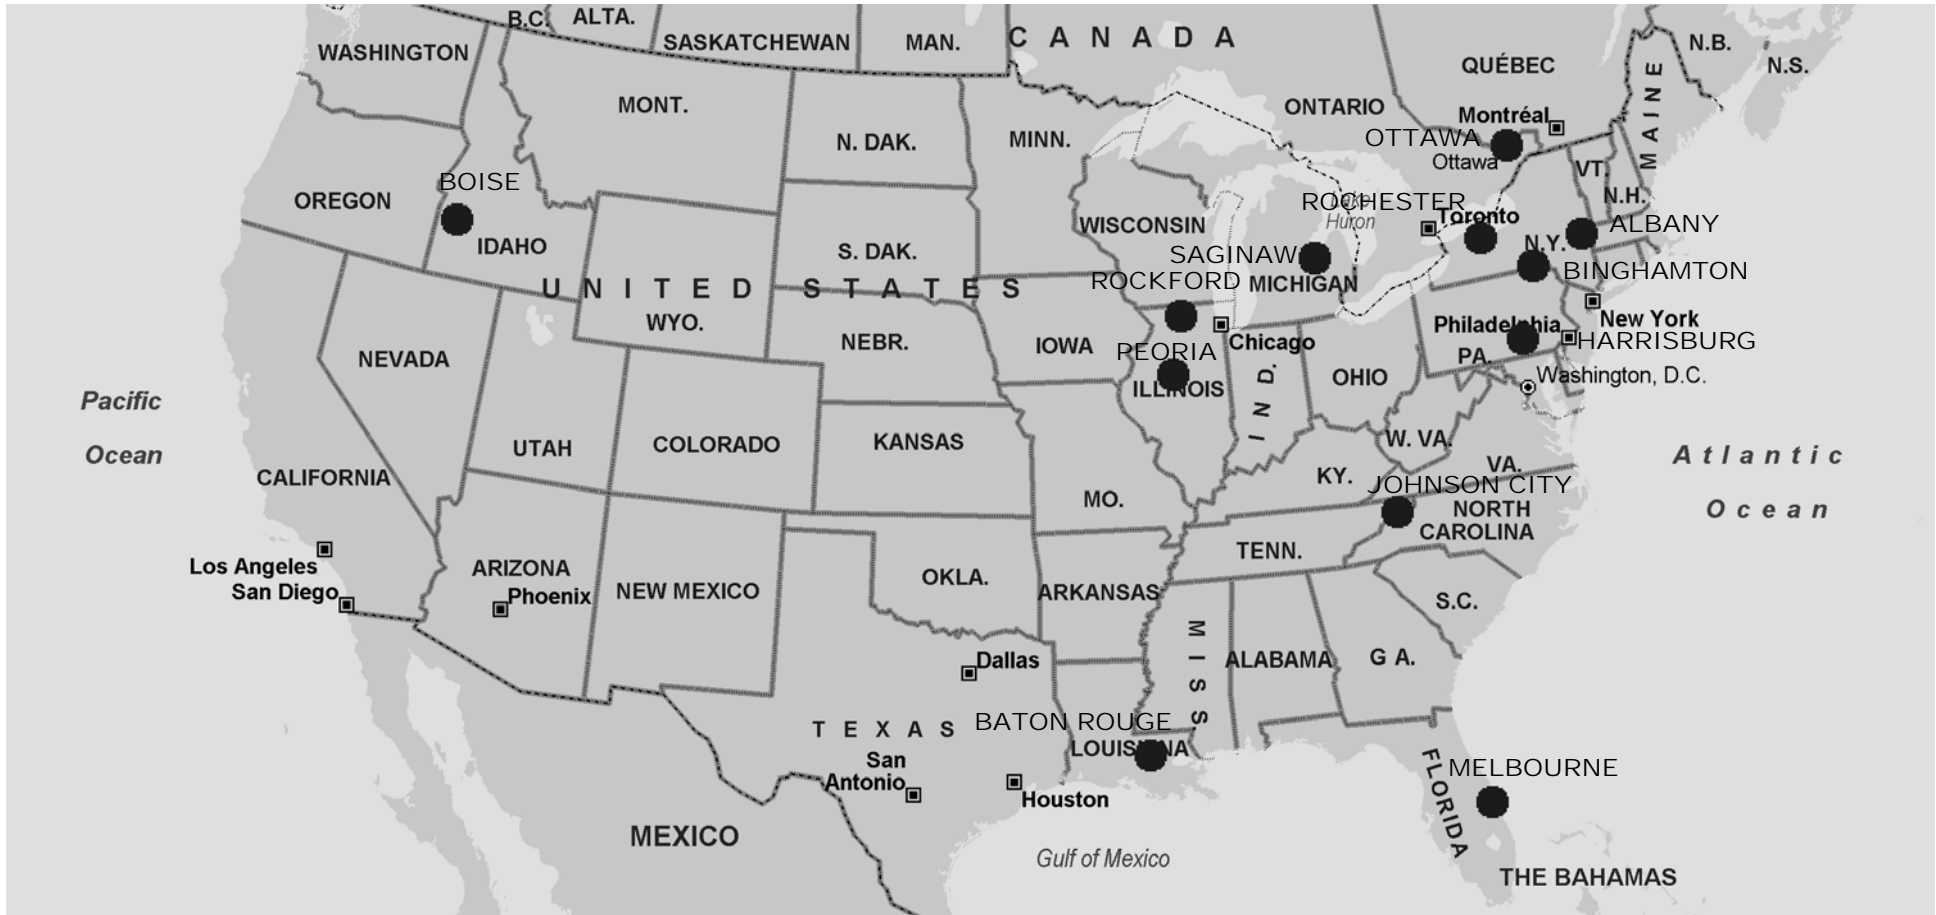 B.C.
ALTA.
WASHINGTON
SASKATCHEWAN
MAN.
CANADA
N.B.
QUÉBEC
N.S.
MAINE
MONT.
ONTARIO
Montréal
N. DAK.
MINN.
OTTAWA
Ottawa
VT.
BOISE
OREGON
ROCHESTER
Lake
Huron
Toronto
N.H.
WISCONSIN
ALBANY
IDAHO
S. DAK.
SAGINAW
N.Y.
BINGHAMTON
UNITED STATES
ROCKFORD
MICHIGAN
WYO.
New York
Philadelphia
HARRISBURG
NEBR.
IOWA
PEORIA
Chicago
PA.
NEVADA
Washington, D.C.
ILLINOIS
IND.
OHIO
Pacific
Ocean
UTAH
COLORADO
KANSAS
W. VA.
Atlantic
Ocean
CALIFORNIA
KY.
VA.
MO.
JOHNSON CITY
NORTH
CAROLINA
TENN.
Los Angeles
San Diego
ARIZONA
Phoenix
NEW MEXICO
OKLA.
ARKANSAS
S.C.
MISS
Dallas
ALABAMA
GA.
TEXAS
BATON ROUGE
LOUISIANA
San
Antonio
Houston
FLORIDA
MELBOURNE
MEXICO
Gulf of Mexico
THE BAHAMAS